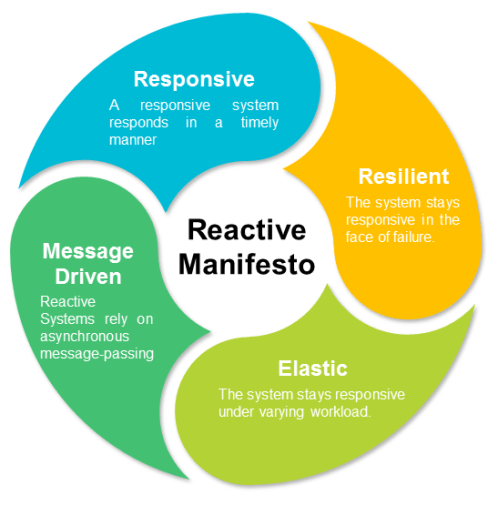 Responsive
A responsive system
responds in a timely
manner
Resilient
The system stays
responsive in the
face of failure.
Reactive
Manifesto
Message
Driven
Reactive
Systems rely on
asynchronous
message-passing
Elastic
The system stays responsive
under varying workload.